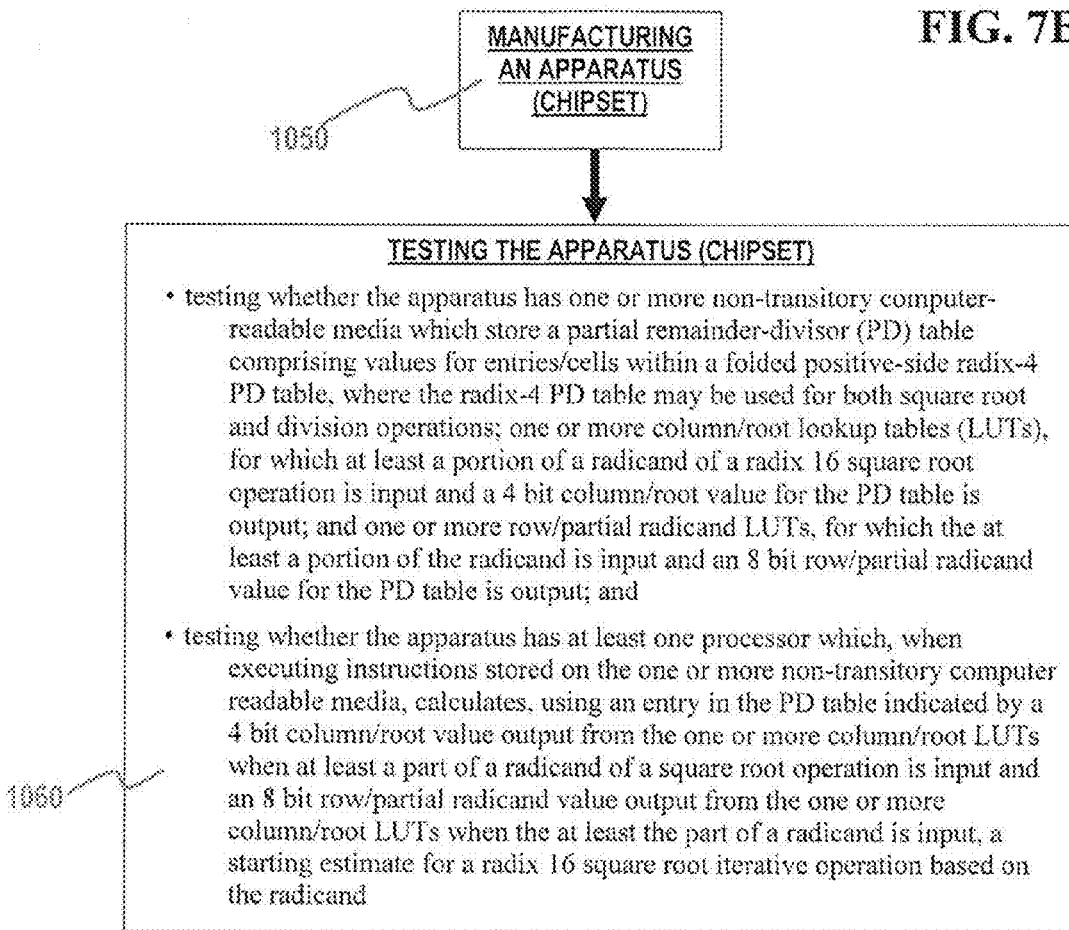 FIG. 7B
MANUFACTURING
AN APPARATUS
(CHIPSET)
1050
TESTING THE APPARATUS (CHIPSET)
• testing whether the apparatus has one or more non-transitory computer-
readable media which store a partial remainder-divisor (PD) table
comprising values for entries/cells within a folded positive-side radix-4
PD table, where the radix-4 PD table may be used for both square root
and division operations; one or more column/root lookup tables (LUTs),
for which at least a portion of a radicand of a radix 16 square root
operation is input and a 4 bit column/root value for the PD table is
output; and one or more row/partial radicand LUTs, for which the at
least a portion of the radicand is input and an 8 bit row/partial radicand
value for the PD table is output; and
• testing whether the apparatus has at least one processor which, when
executing instructions stored on the one or more non-transitory computer
readable media, calculates, using an entry in the PD table indicated by a
4 bit column/root value output from the one or more column/root LUTs
when at least a part of a radicand of a square root operation is input and
an 8 bit row/partial radicand value output from the one or more
column/root LUTs when the at least the part of a radicand is input, a
starting estimate for a radix 16 square root iterative operation based on
the radicand
1060